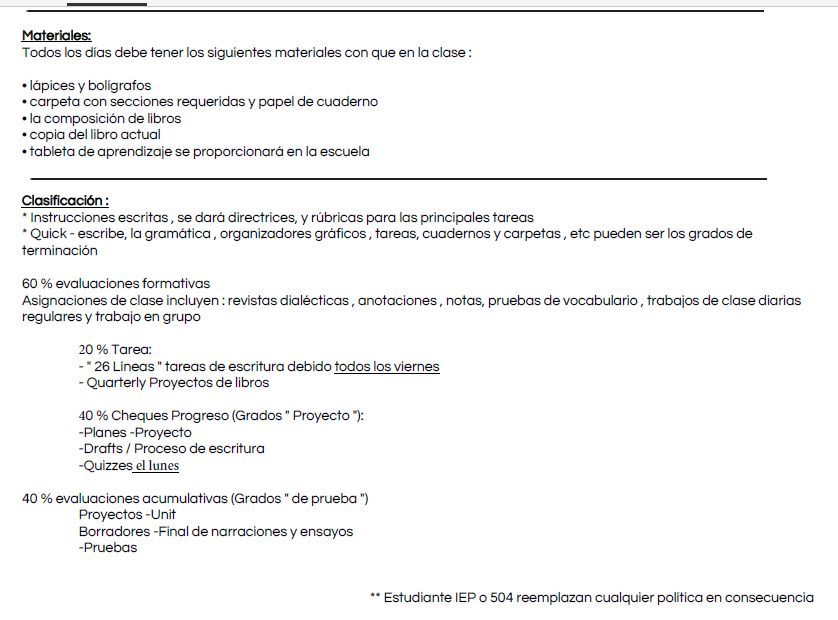 Materiales:
Todos los días debe tener los siguientes materiales con que en la clase :
• lápices y bolígrafos
• carpeta con secciones requeridas y papel de cuaderno
• la composición de libros
• copia del libro actual
• tableta de aprendizaje se proporcionará en la escuela
Clasificación :
* Instrucciones escritas , se dará directrices, y rúbricas para las principales tareas
* Quick - escribe, la gramática , organizadores gráficos , tareas, cuadernos y carpetas , etc pueden ser los grados de
terminación
60 % evaluaciones formativas
Asignaciones de clase incluyen : revistas dialécticas , anotaciones , notas, pruebas de vocabulario , trabajos de clase diarias
regulares y trabajo en grupo
20 % Tarea:
- " 26 Líneas " tareas de escritura debido todos los viernes
- Quarterly Proyectos de libros
40 % Cheques Progreso (Grados " Proyecto "):
-Planes -Proyecto
-Drafts / Proceso de escritura
-Quizzes el lunes
40 % evaluaciones acumulativas (Grados " de prueba ")
Proyectos -Unit
Borradores -Final de narraciones y ensayos
-Pruebas
** Estudiante IEP o 504 reemplazan cualquier política en consecuencia